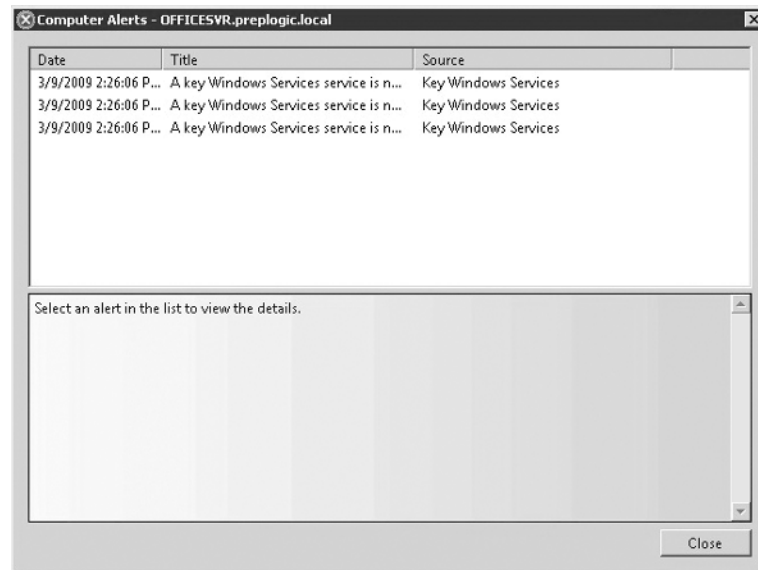 Computer Alerts - OFFICESVR.preplogic.local
Date Title Source
3/9/2009 2:26:06 P... A key Windows Services service is n... Key Windows Services
3/9/2009 2:26:06 P... A key Windows Services service is n... Key Windows Services
3/9/2009 2:26:06 P... A key Windows Services service is n... Key Windows Services
Select an alert in the list to view the details.
Close